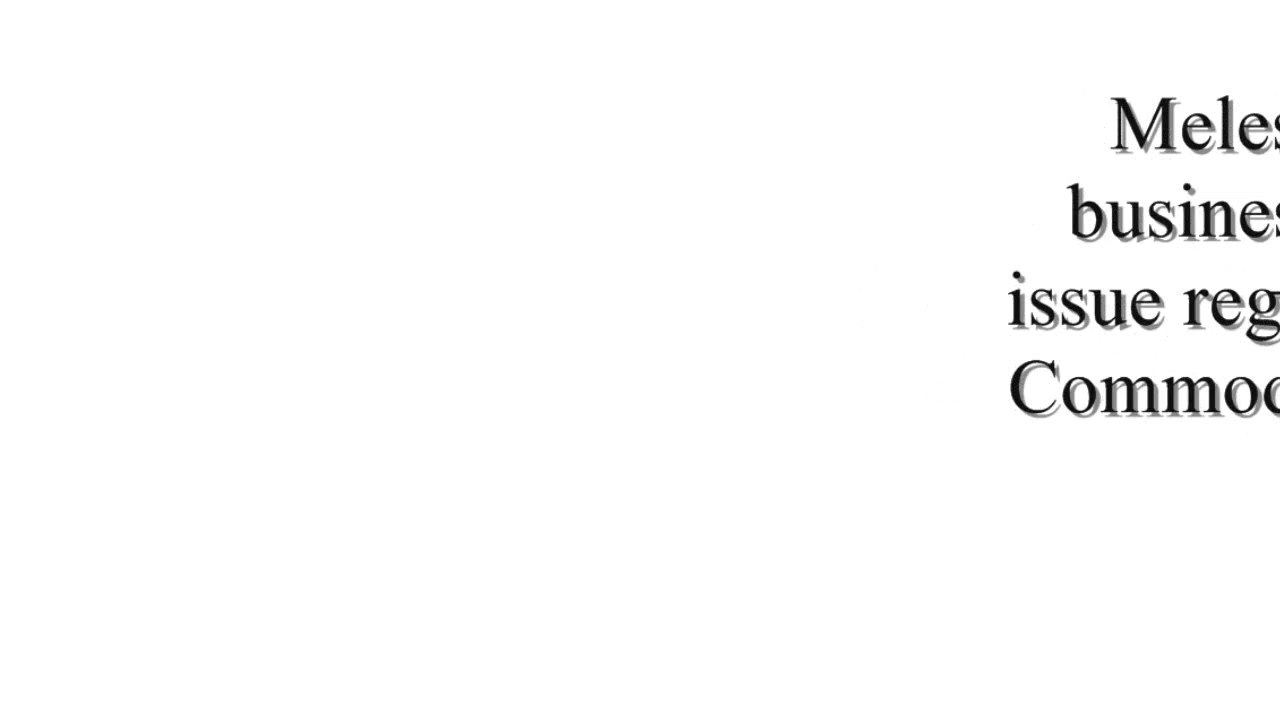 Meles
busines
issue reg
Commod